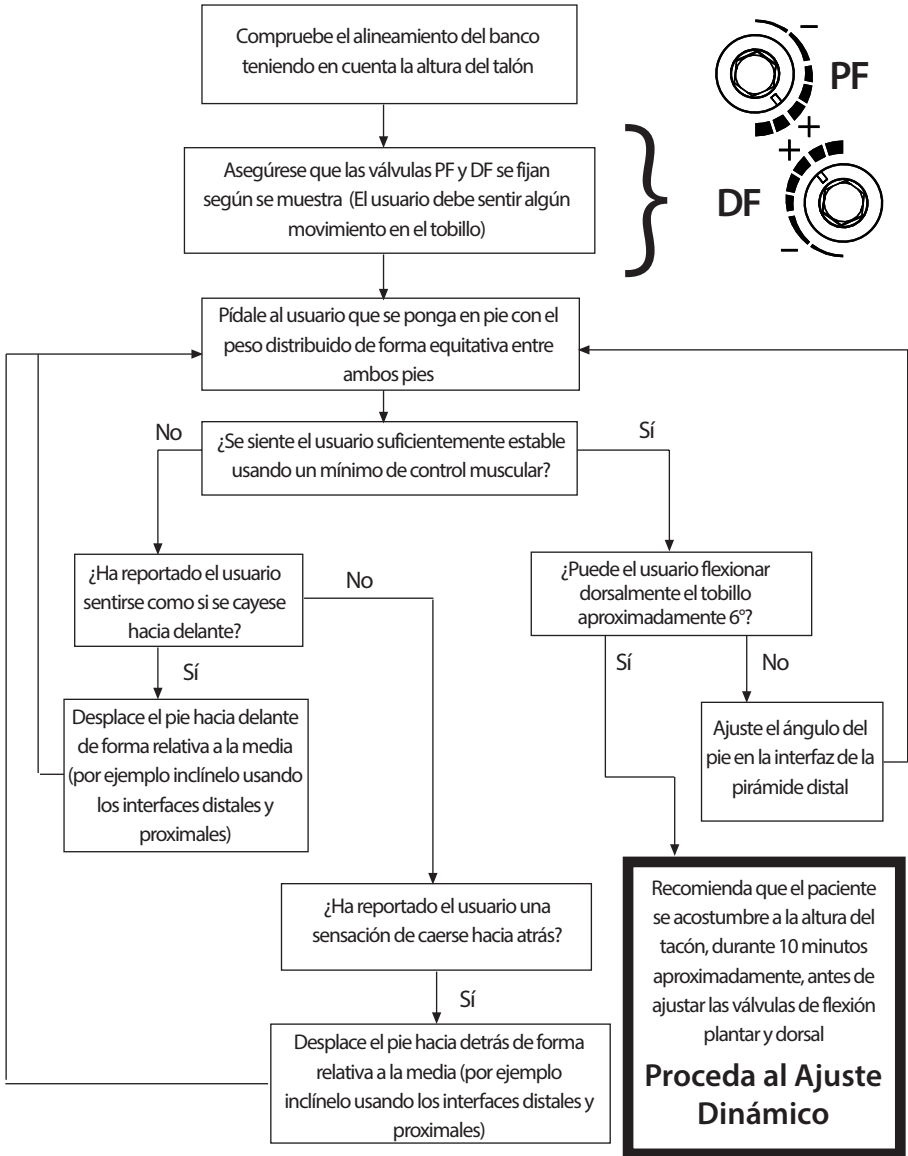 Compruebe el alineamiento del banco
teniendo en cuenta la altura del talón
−
PF
+
Asegúrese que las válvulas PF y DF se fijan
según se muestra (El usuario debe sentir algún
movimiento en el tobillo)
+
DF
−
Pídale al usuario que se ponga en pie con el
peso distribuido de forma equitativa entre
ambos pies
No
¿Se siente el usuario suficientemente estable
usando un mínimo de control muscular?
Sí
¿Ha reportado el usuario
sentirse como si se cayese
hacia delante?
No
¿Puede el usuario flexionar
dorsalmente el tobillo
aproximadamente 6°?
Sí
Sí
No
Desplace el pie hacia delante
de forma relativa a la media
(por ejemplo inclínelo usando
los interfaces distales y
proximales)
Ajuste el ángulo del
pie en la interfaz de la
pirámide distal
¿Ha reportado el usuario una
sensación de caerse hacia atrás?
Sí
Desplace el pie hacia detrás de forma
relativa a la media (por ejemplo
inclínelo usando los interfaces distales y
proximales)
Recomienda que el paciente
se acostumbre a la altura del
tacón, durante 10 minutos
aproximadamente, antes de
ajustar las válvulas de flexión
plantar y dorsal
Proceda al Ajuste
Dinámico